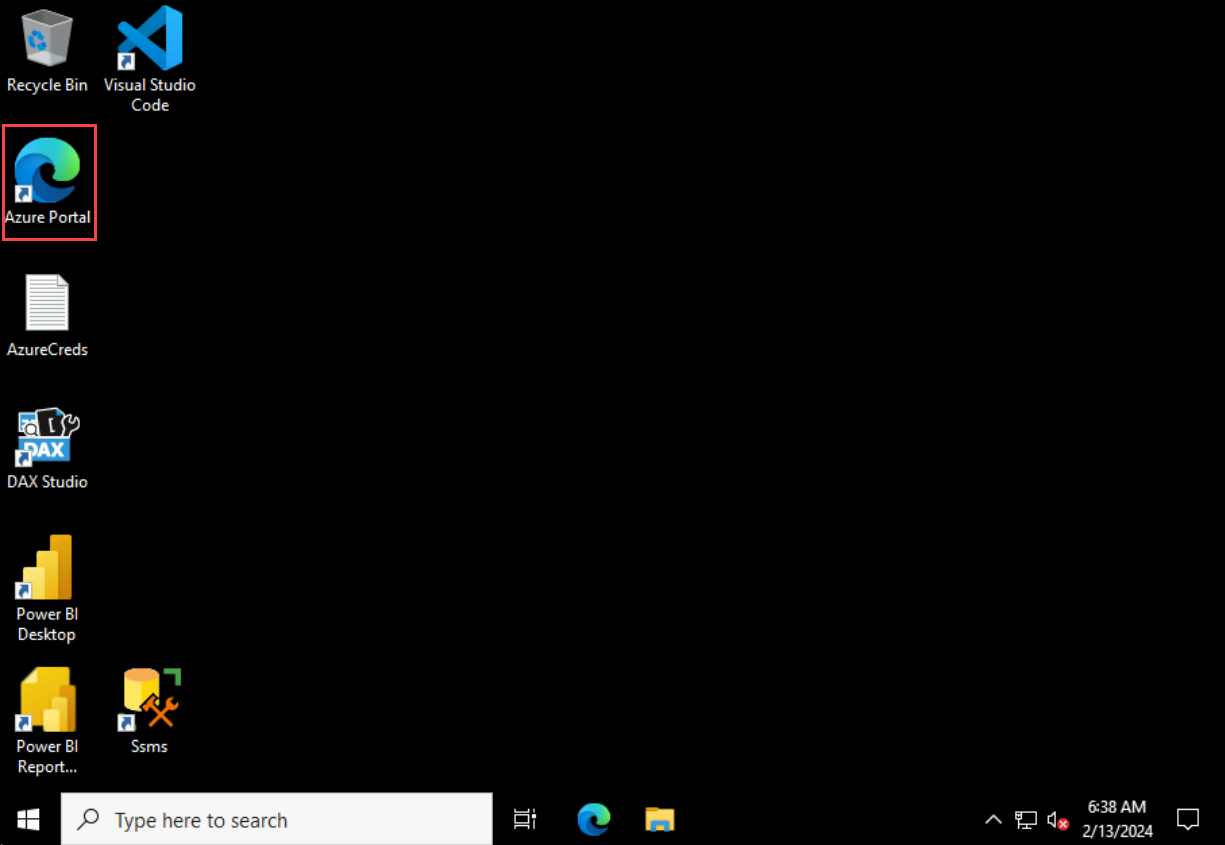 Recycle Bin
Visual Studio
Code
Azure Portal
AzureCreds
DAX
DAX Studio
Power BI
Desktop
Power BI
Report...
Ssms
Type here to search
6:38 AM
2/13/2024